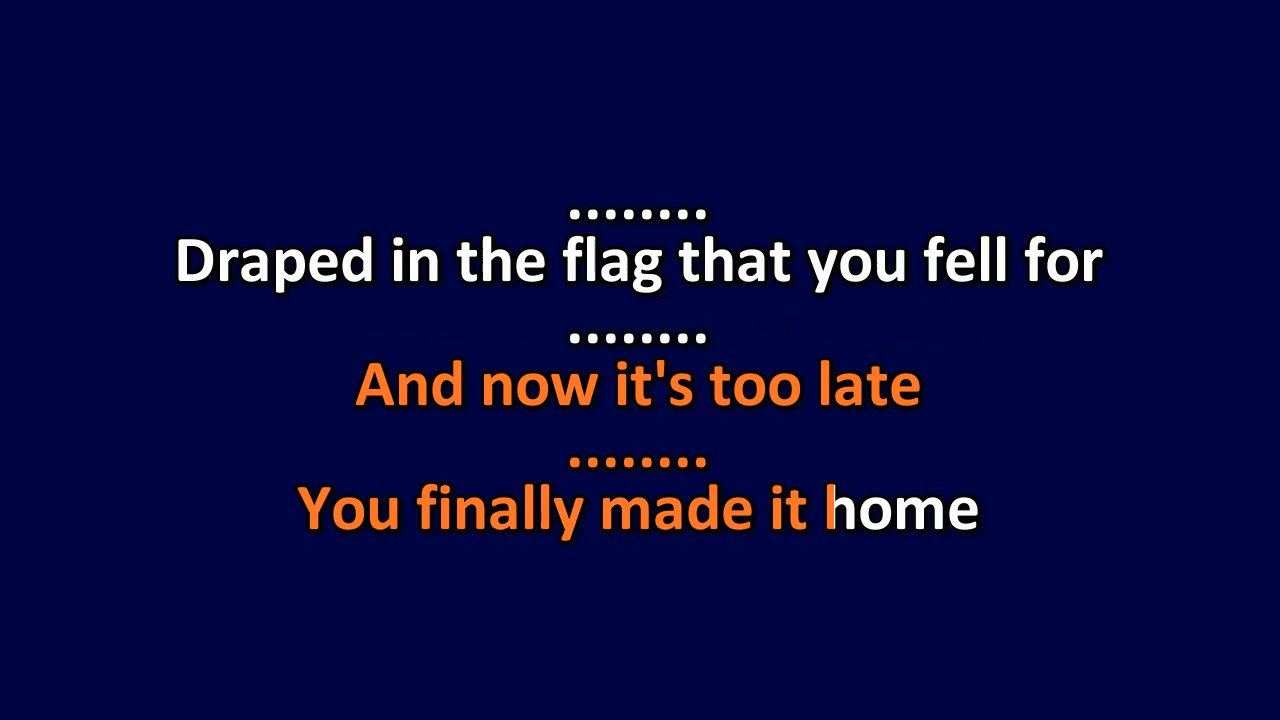 ........
Draped in the flag that you fell for
........
And now it's too late
........
You finally made it home